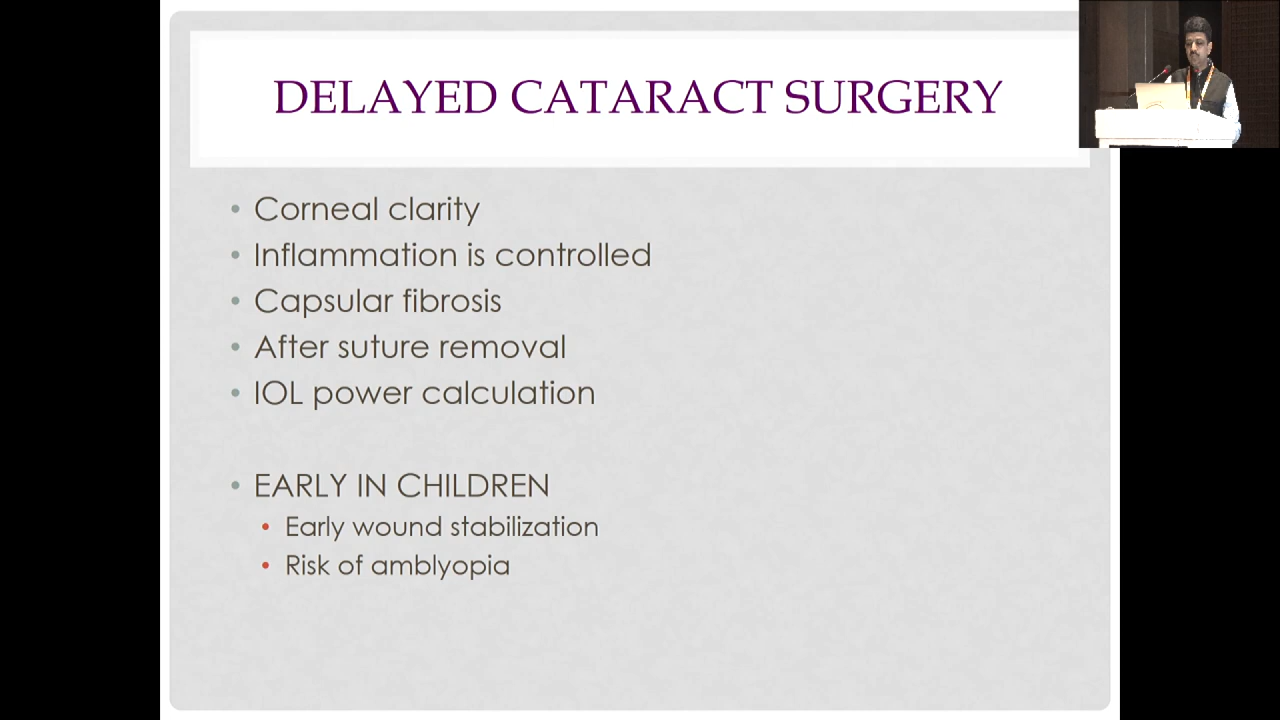 DELAYED CATARACT SURGERY
• Corneal clarity
• Inflammation is controlled
• Capsular fibrosis
• After suture removal
• IOL power calculation
• EARLY IN CHILDREN
• Early wound stabilization
• Risk of amblyopia